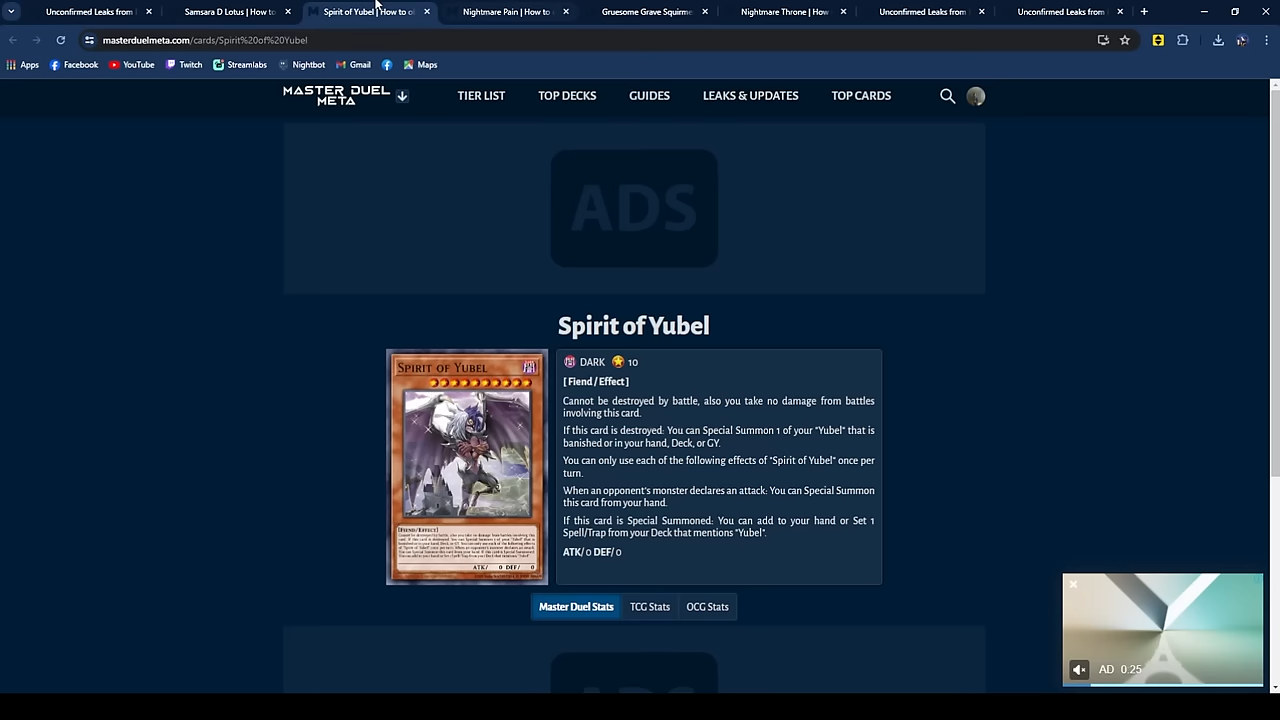 Unconfirmed Leaks from
Samsara D Lotus | How to
Spirit of Yubel | How to o
Nightmare Pain | How to
Gruesome Grave Squirme
Nightmare Throne | How
Unconfirmed Leaks from
Unconfirmed Leaks from
masterduelmeta.com/cards/Spirit%20of%20Yubel
Apps
Facebook
YouTube
Twitch
Streamlabs
Nightbot
Gmail
Maps
MASTER DUEL
META
TIER LIST
TOP DECKS
GUIDES
LEAKS & UPDATES
TOP CARDS
ADS
Spirit of Yubel
Spirit of Yubel
DARK 10
[ Fiend / Effect ]
Cannot be destroyed by battle, also you take no damage from battles
involving this card.
If this card is destroyed: You can Special Summon 1 of your "Yubel" that is
banished or in your hand, Deck, or GY.
You can only use each of the following effects of "Spirit of Yubel" once per
turn.
When an opponent's monster declares an attack: You can Special Summon
this card from your hand.
If this card is Special Summoned: You can add to your hand or Set 1
Spell/Trap from your Deck that mentions "Yubel".
ATK/ 0 DEF/ 0
[FIEND/EFFECT]
ATK/ 0 DEF/ 0
Master Duel Stats
TCG Stats
OCG Stats
AD 0:25